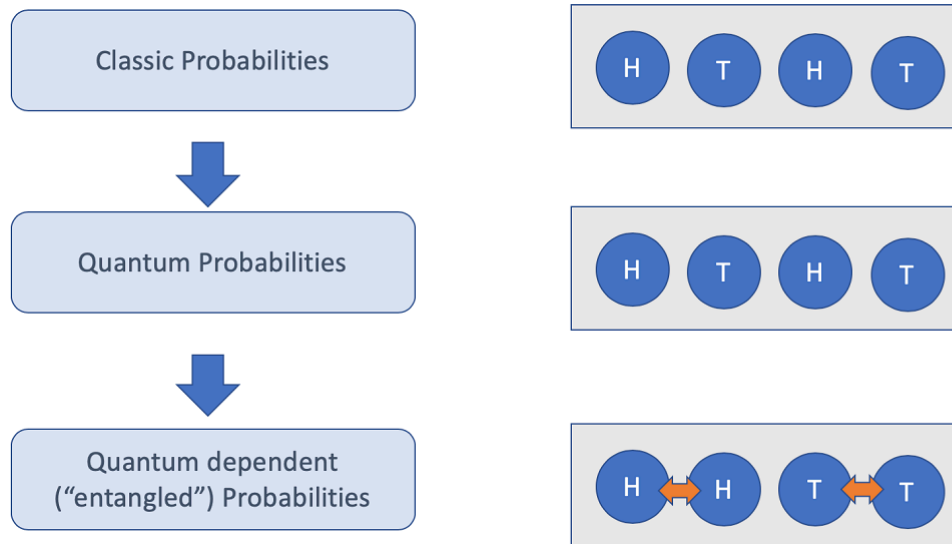 Classic Probabilities
H T H T
Quantum Probabilities
H T H T
Quantum dependent
(“entangled”) Probabilities
H H T T